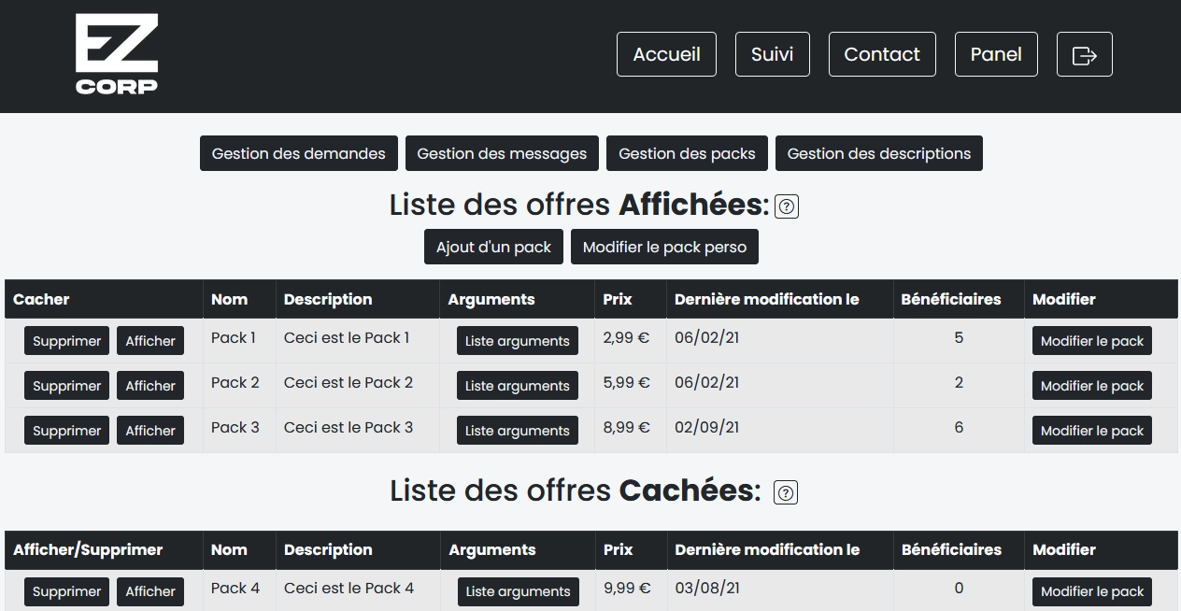 EZ
CORP
Accueil Suivi Contact Panel
Gestion des demandes Gestion des messages Gestion des packs Gestion des descriptions
Liste des offres Affichées: ?
Ajout d'un pack Modifier le pack perso
Cacher Nom Description Arguments Prix Dernière modification le Bénéficiaires Modifier
Supprimer Afficher Pack 1 Ceci est le Pack 1 Liste arguments 2,99 € 06/02/21 5 Modifier le pack
Supprimer Afficher Pack 2 Ceci est le Pack 2 Liste arguments 5,99 € 06/02/21 2 Modifier le pack
Supprimer Afficher Pack 3 Ceci est le Pack 3 Liste arguments 8,99 € 02/09/21 6 Modifier le pack
Liste des offres Cachées: ?
Afficher/Supprimer Nom Description Arguments Prix Dernière modification le Bénéficiaires Modifier
Supprimer Afficher Pack 4 Ceci est le Pack 4 Liste arguments 9,99 € 03/08/21 0 Modifier le pack